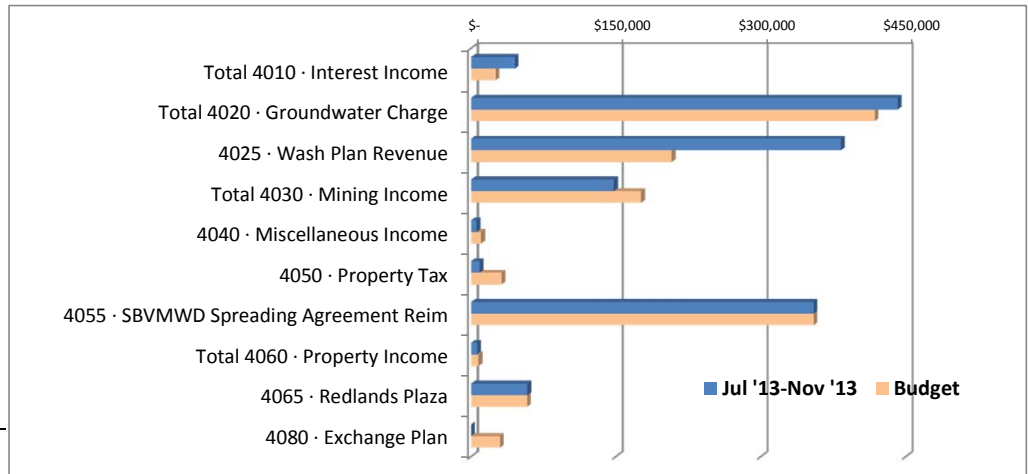 $- $150,000 $300,000 $450,000
Total 4010 · Interest Income
Total 4020 · Groundwater Charge
4025 · Wash Plan Revenue
Total 4030 · Mining Income
4040 · Miscellaneous Income
4050 · Property Tax
4055 · SBVMWD Spreading Agreement Reim
Total 4060 · Property Income
4065 · Redlands Plaza
4080 · Exchange Plan
Jul '13-Nov '13 Budget